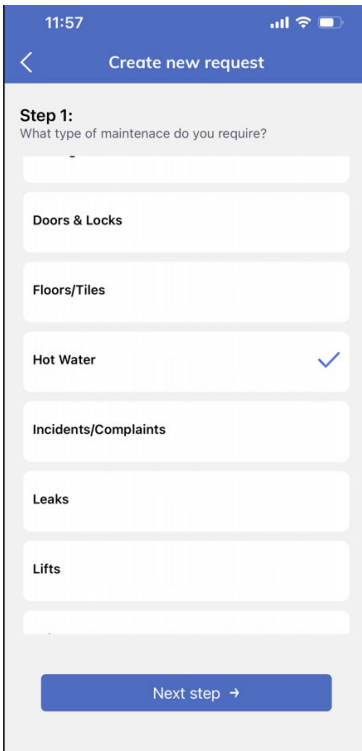 11:57
Create new request
Step 1:
What type of maintenace do you require?
Doors & Locks
Floors/Tiles
Hot Water
Incidents/Complaints
Leaks
Lifts
Next step →